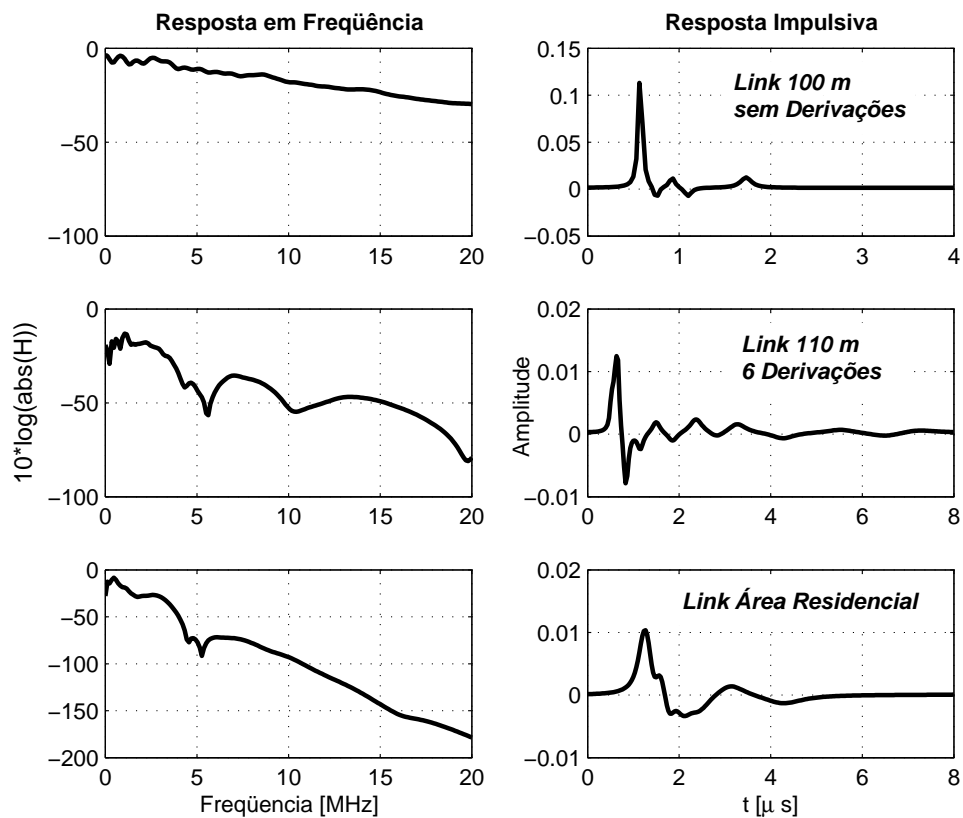 Resposta em Freqüência
Resposta Impulsiva
0
−50
−100
0 5 10 15 20
0.15
0.1
0.05
0
−0.05
0 1 2 3 4
Link 100 m
sem Derivações
10*log(abs(H))
0
−50
−100
0 5 10 15 20
Amplitude
0.02
0.01
0
−0.01
0 2 4 6 8
Link 110 m
6 Derivações
0
−50
−100
−150
−200
0 5 10 15 20
Freqüencia [MHz]
0.02
0.01
0
−0.01
0 2 4 6 8
Link Área Residencial
t [μ s]